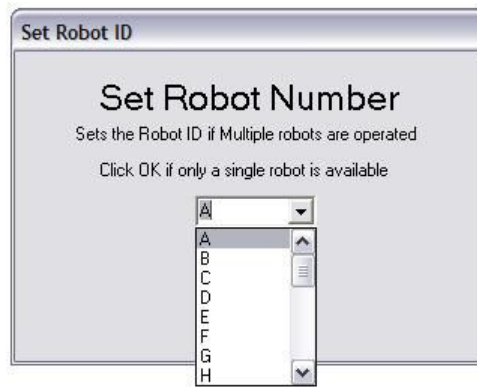 Set Robot ID
Set Robot Number
Sets the Robot ID if Multiple robots are operated
Click OK if only a single robot is available
A
A
B
C
D
E
F
G
H